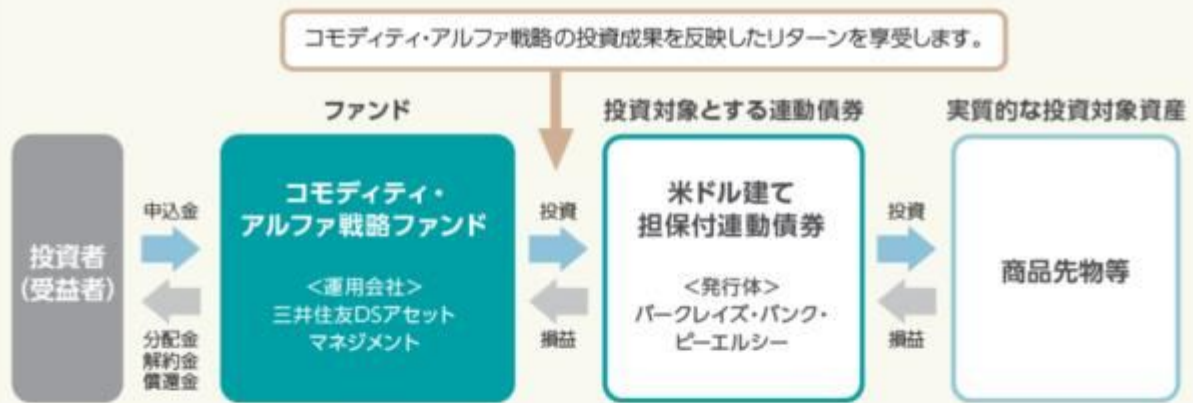 コモディティ・アルファ戦略の投資成果を反映したリターンを享受します。
ファンド
投資対象とする連動債券
実質的な投資対象資産
投資者
(受益者)
申込金
分配金
解約金
償還金
コモディティ・
アルファ戦略ファンド
<運用会社>
三井住友DSアセット
マネジメント
投資
損益
米ドル建て
担保付連動債券
<発行体>
バークレイズ・バンク・
ピーエルシー
投資
損益
商品先物等